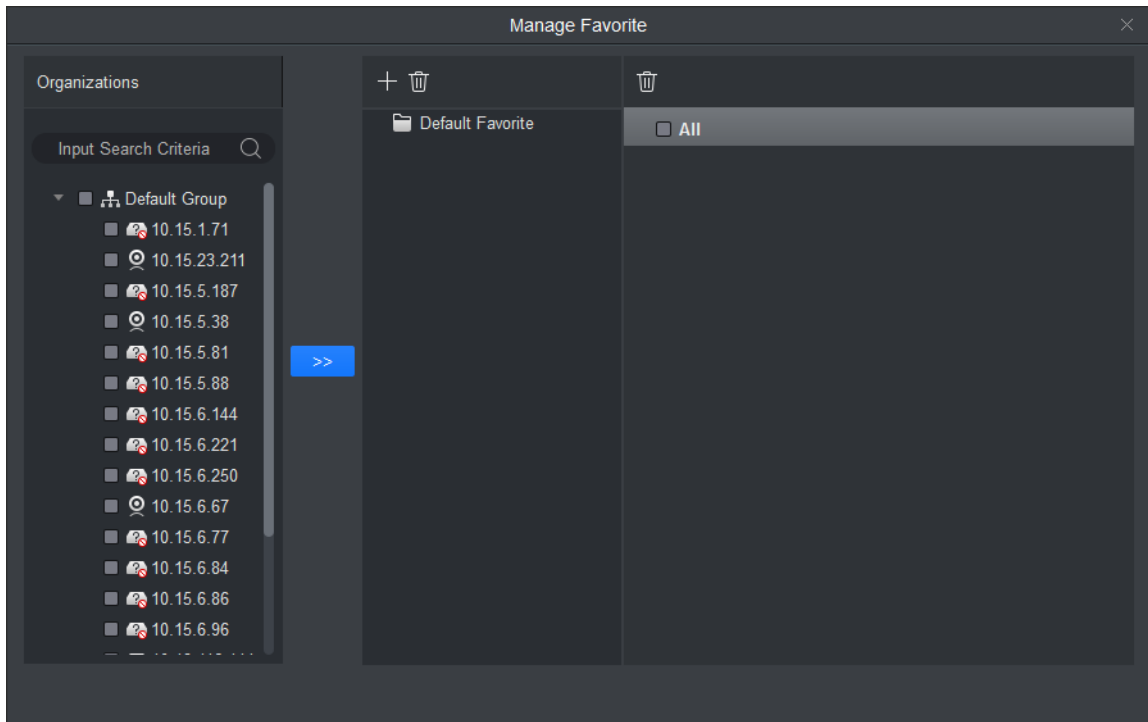 Manage Favorite
Organizations
Input Search Criteria
Default Group
10.15.1.71
10.15.23.211
10.15.5.187
10.15.5.38
10.15.5.81
10.15.5.88
10.15.6.144
10.15.6.221
10.15.6.250
10.15.6.67
10.15.6.77
10.15.6.84
10.15.6.86
10.15.6.96
>>
Default Favorite
All